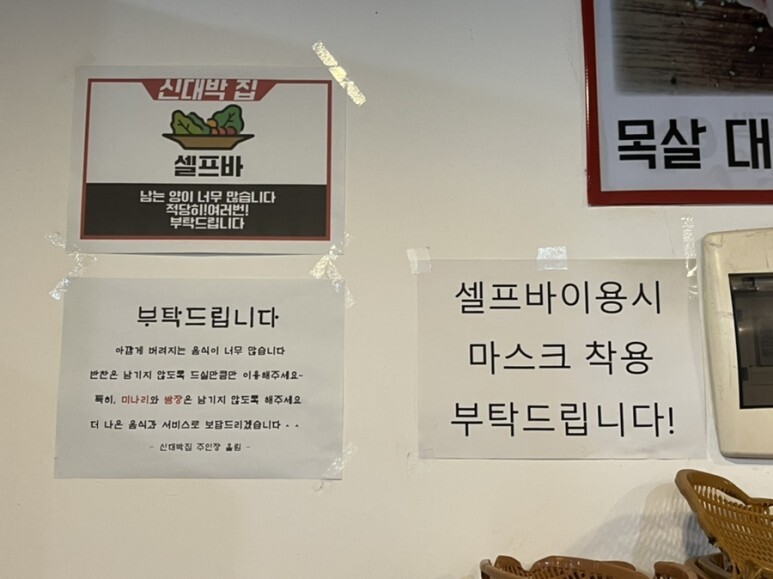 신대박 집
셀프바
남는 양이 너무 많습니다
적당히!여러번!
부탁드립니다
부탁드립니다
아깝게 버려지는 음식이 너무 많습니다
반찬은 남기지 않도록 드실만큼만 이용해주세요~
특히, 미나리와 쌈장은 남기지 않도록 해주세요
더 나은 음식과 서비스로 보답드리겠습니다 ^ ^
- 신대박집 주인장 올림 -
목살 대
셀프바이용시
마스크 착용
부탁드립니다!